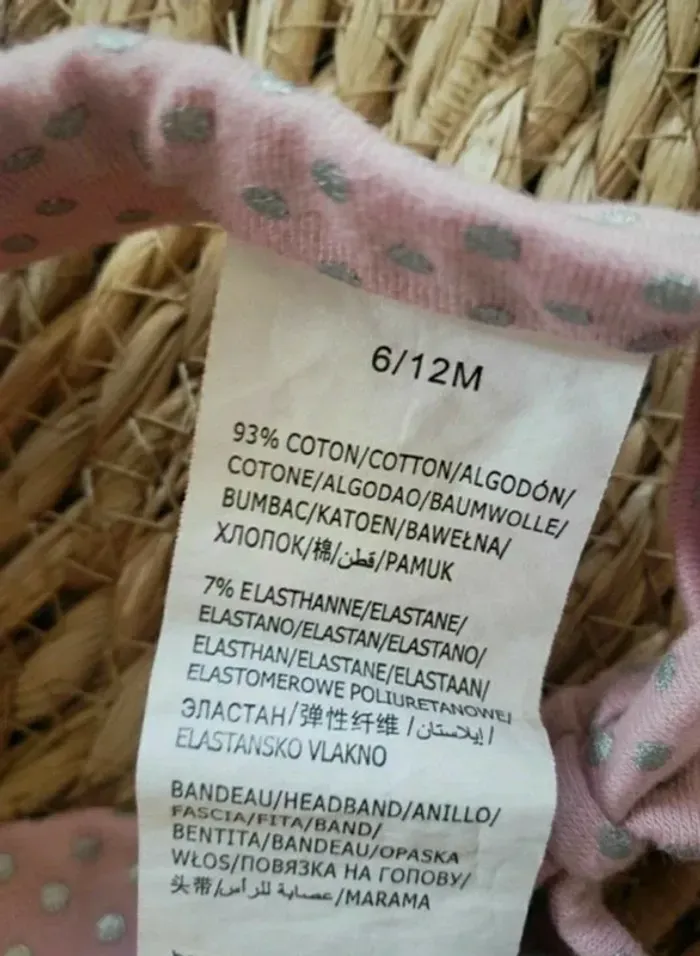 6/12M
93% COTON/COTTON/ALGODÓN/
COTONE/ALGODAO/BAUMWOLLE/
BUMBAC/KATOEN/BAWEŁNA/
ХЛОПОК/棉/قطن/PAMUK
7% ELASTHANNE/ELASTANE/
ELASTANO/ELASTAN/ELASTANO/
ELASTHAN/ELASTANE/ELASTAAN/
ELASTOMEROWE POLIURETANOWE/
ЭЛАСТАН/弹性纤维/إيلاستان/
ELASTANSKO VLAKNO
BANDEAU/HEADBAND/ANILLO/
FASCIA/FITA/BAND/
BENTITA/BANDEAU/OPASKA
WŁOS/ПОВЯЗКА НА ГОПОВУ/
头带/عصابة للرأس/MARAMA